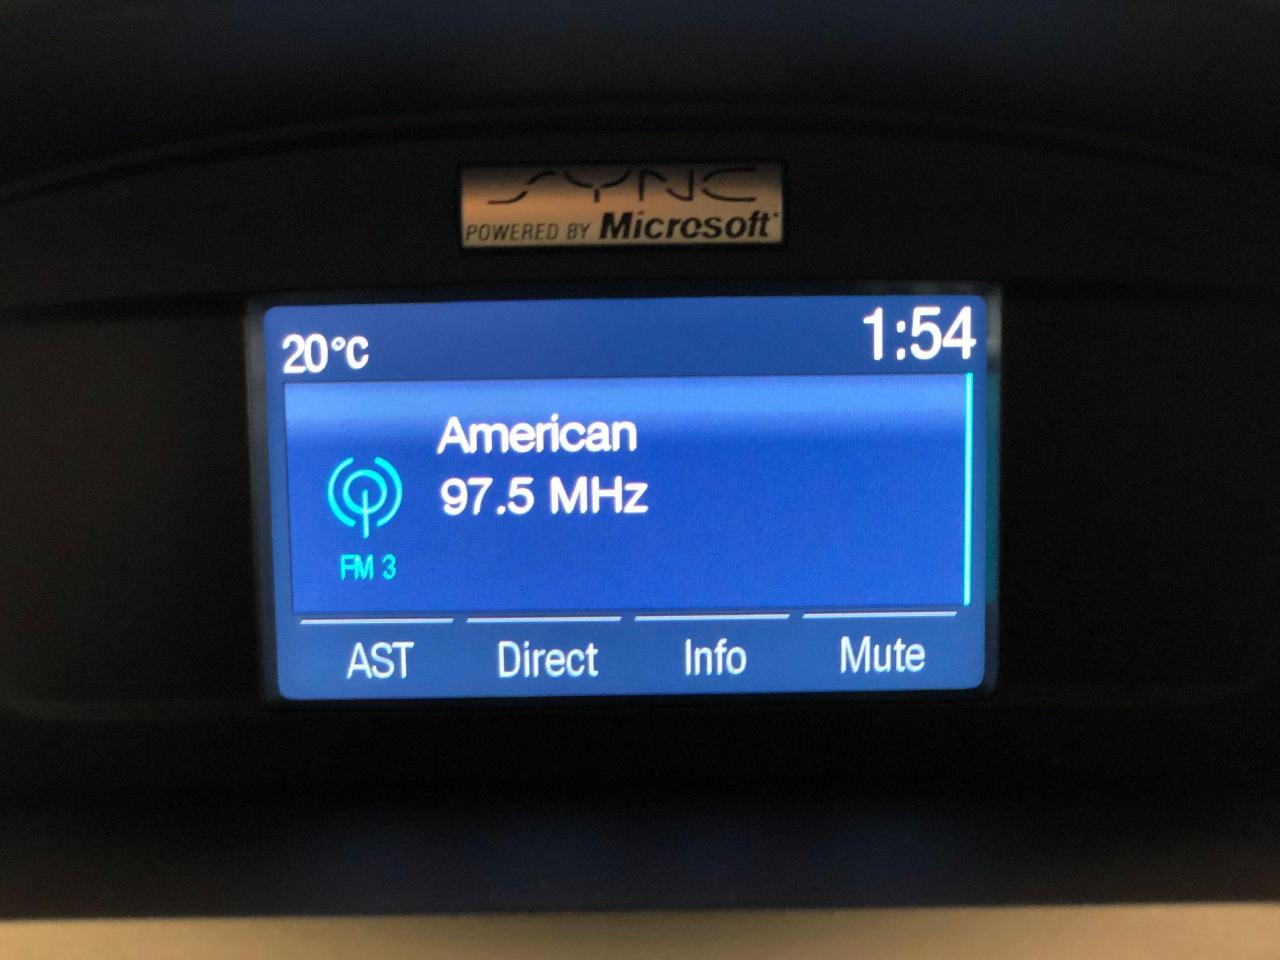 SYNC
POWERED BY Microsoft
20°C
1:54
American
97.5 MHz
FM 3
AST
Direct
Info
Mute